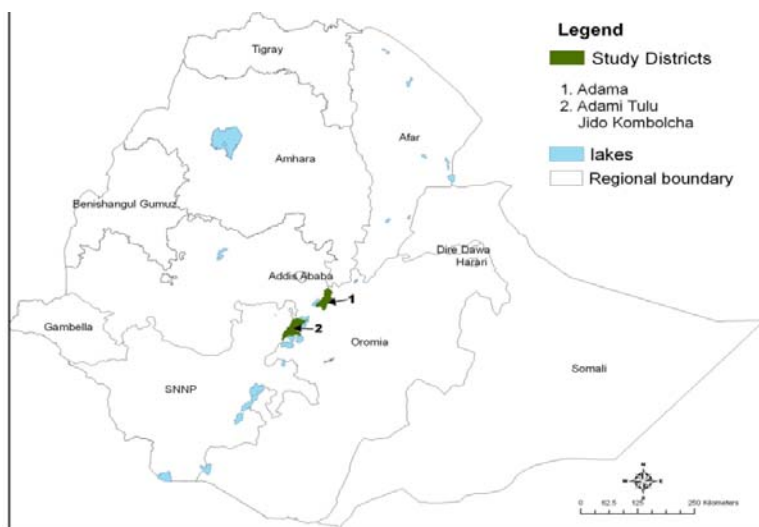 Legend
Study Districts
1. Adama
2. Adami Tulu
Jido Kombolcha
lakes
Regional boundary
Tigray
Afar
Amhara
Benishangul Gumuz
Dire Dawa
Harari
Addis Ababa
1
Gambella
2
Oromia
Somali
SNNP
N
W
E
S
0 62.5 125 250 Kilometers